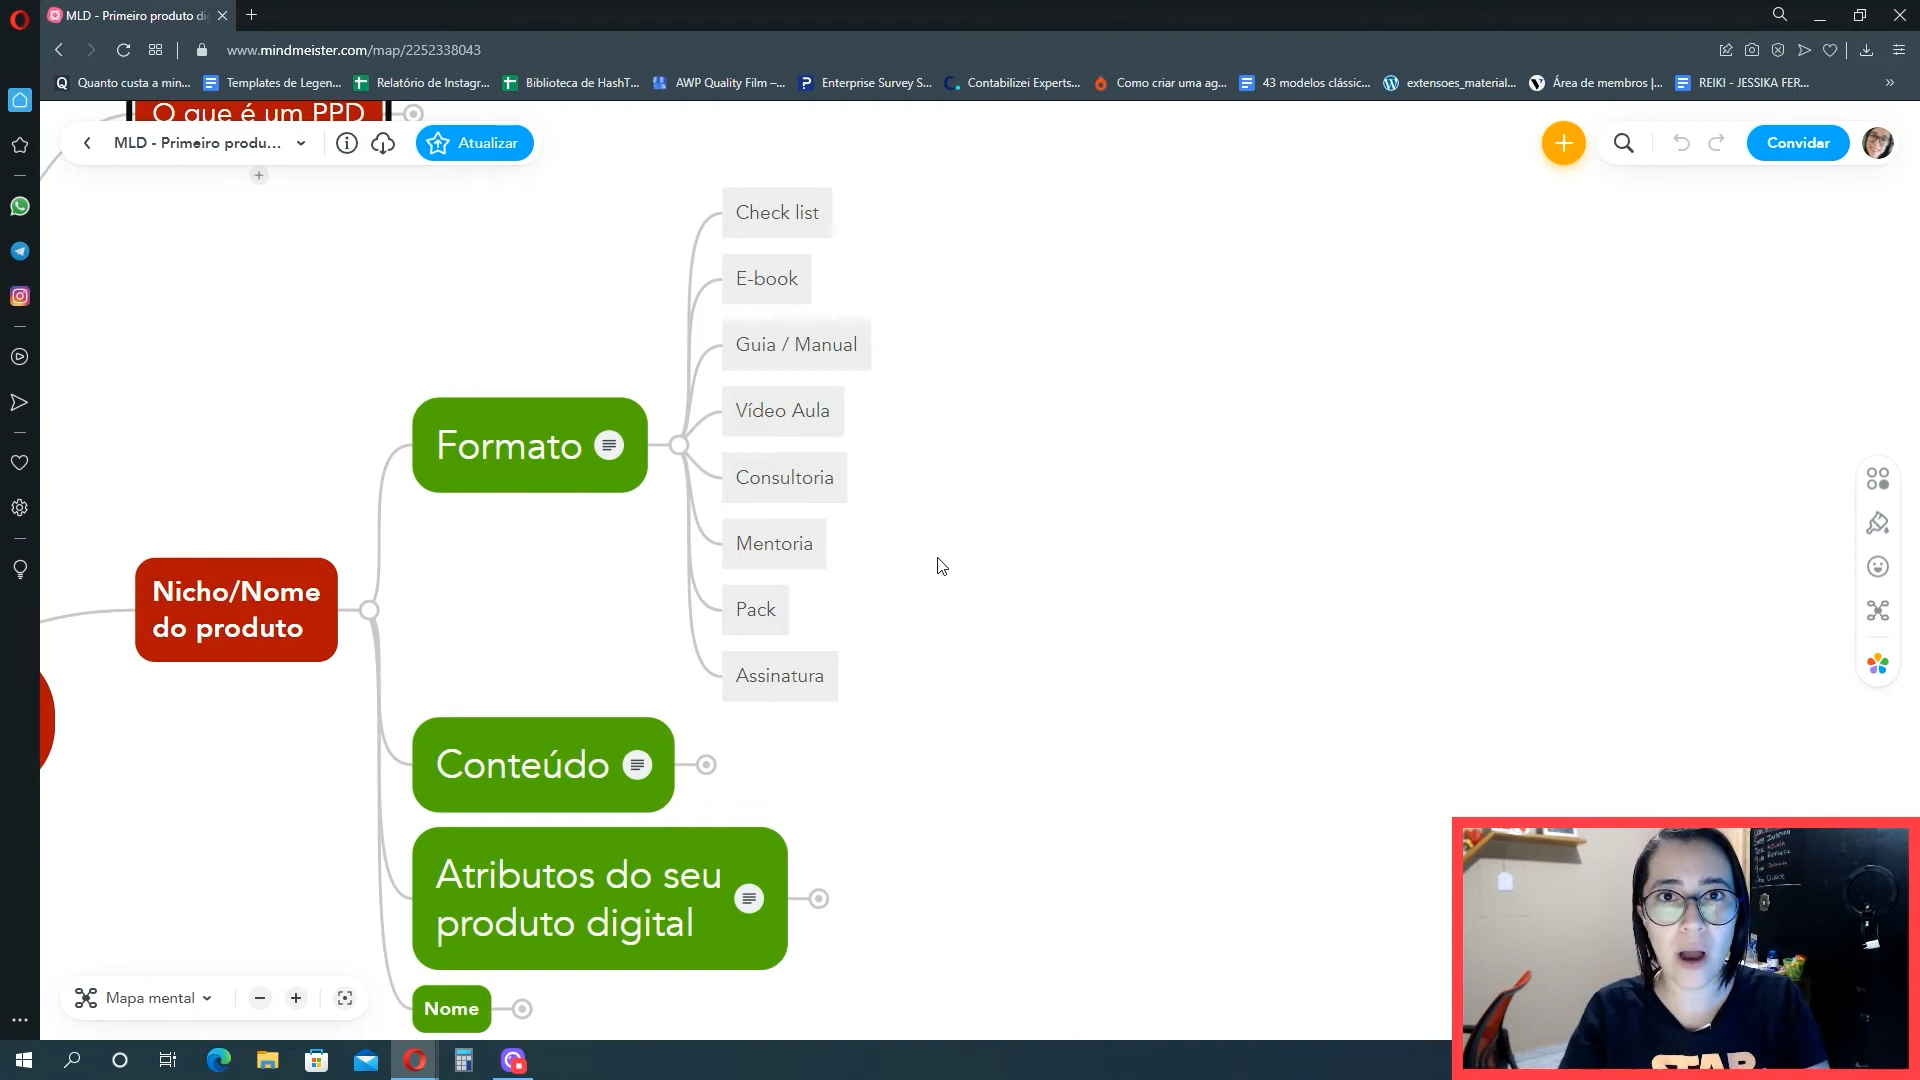 MLD - Primeiro produto di
www.mindmeister.com/map/2252338043
Quanto custa a min...
Templates de Legen...
Relatório de Instagr...
Biblioteca de HashT...
AWP Quality Film –...
Enterprise Survey S...
Contabilizei Experts...
Como criar uma ag...
43 modelos clássic...
extensoes_material...
Área de membros |...
REIKI - JESSIKA FER...
O que é um PPD
MLD - Primeiro produ...
Atualizar
Convidar
Check list
E-book
Guia / Manual
Formato
Vídeo Aula
Consultoria
Mentoria
Nicho/Nome
do produto
Pack
Assinatura
Conteúdo
Atributos do seu
produto digital
Mapa mental
Nome